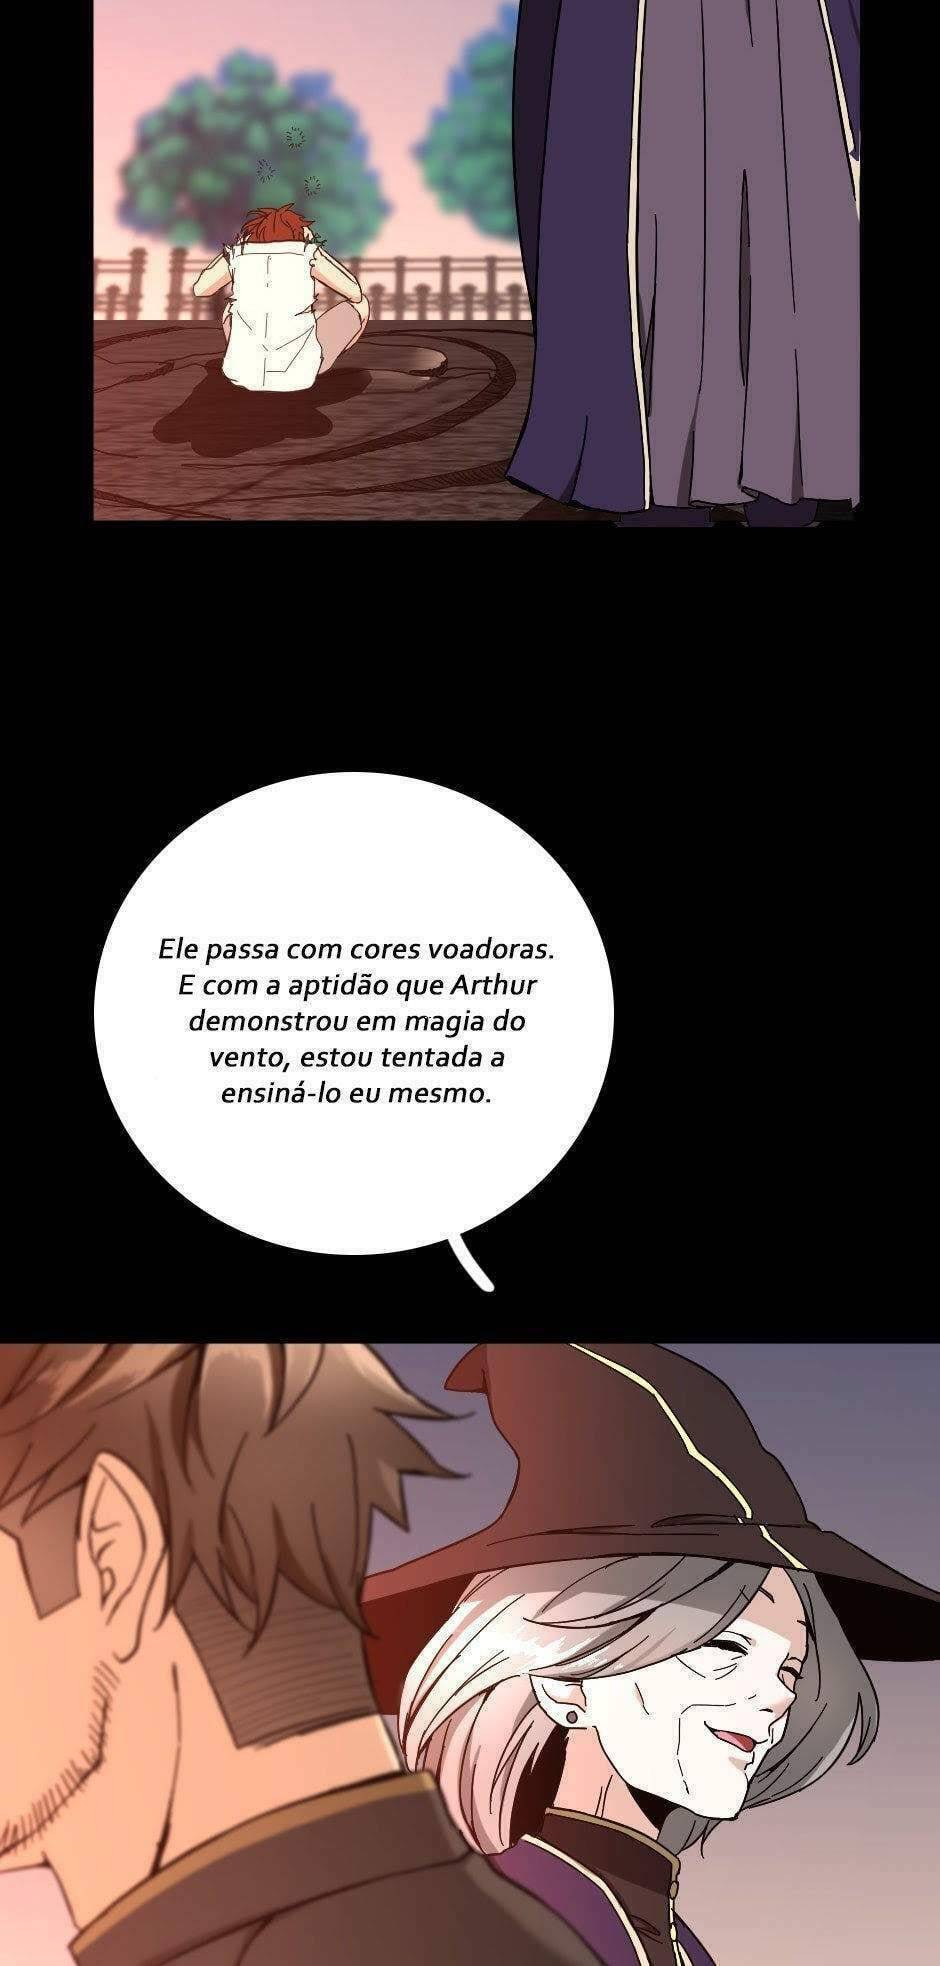 Ele passa com cores voadoras.
E com a aptidão que Arthur
demonstrou em magia do
vento, estou tentada a
ensiná-lo eu mesmo.